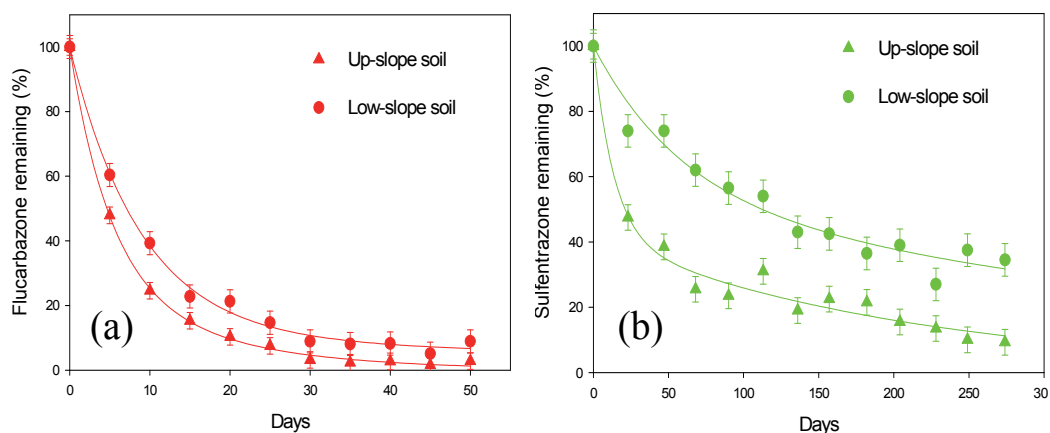 Flucarbazone remaining (%)
100
80
60
40
20
0
Up-slope soil
Low-slope soil
(a)
0 10 20 30 40 50
Days
Sulfentrazone remaining (%)
100
80
60
40
20
0
Up-slope soil
Low-slope soil
(b)
0 50 100 150 200 250 30
Days